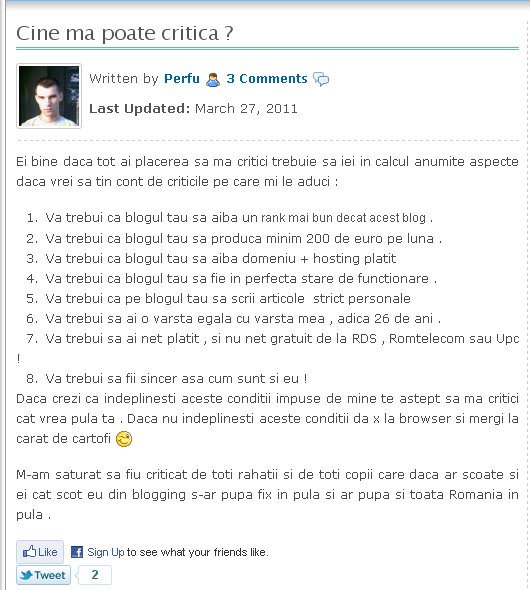 Cine ma poate critica ?
Written by Perfu 3 Comments
Last Updated: March 27, 2011
Ei bine daca tot ai placerea sa ma critici trebuie sa iei in calcul anumite aspecte
daca vrei sa tin cont de criticile pe care mi le aduci :
1. Va trebui ca blogul tau sa aiba un rank mai bun decat acest blog .
2. Va trebui ca blogul tau sa produca minim 200 de euro pe luna .
3. Va trebui ca blogul tau sa aiba domeniu + hosting platit
4. Va trebui ca blogul tau sa fie in perfecta stare de functionare .
5. Va trebui ca pe blogul tau sa scrii articole strict personale
6. Va trebui sa ai o varsta egala cu varsta mea , adica 26 de ani .
7. Va trebui sa ai net platit , si nu net gratuit de la RDS , Romtelecom sau Upc
!
8. Va trebui sa fii sincer asa cum sunt si eu !
Daca crezi ca indeplinesti aceste conditii impuse de mine te astept sa ma critici
cat vrea pula ta . Daca nu indeplinesti aceste conditii da x la browser si mergi la
carat de cartofi
M-am saturat sa fiu criticat de toti rahatii si de toti copii care daca ar scoate si
ei cat scot eu din blogging s-ar pupa fix in pula si ar pupa si toata Romania in
pula .
Like Sign Up to see what your friends like.
Tweet 2